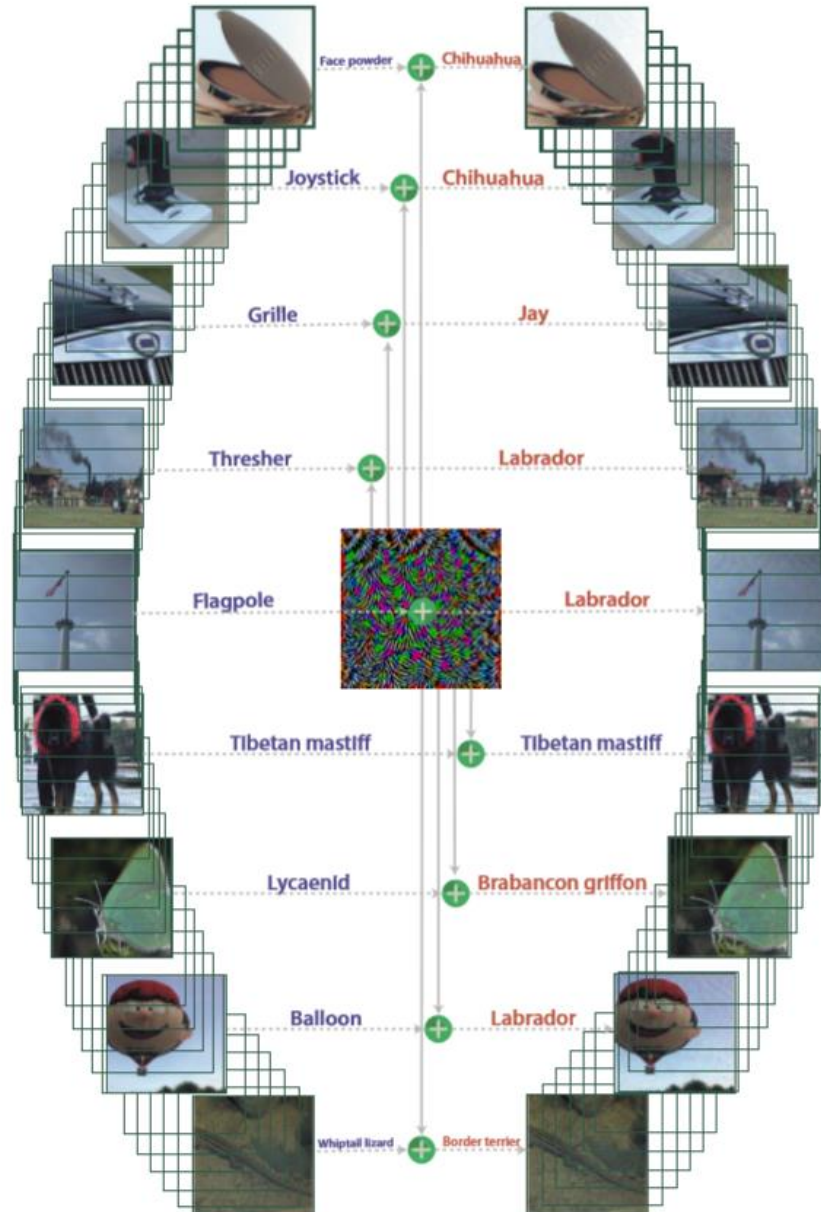 Face powder Chihuahua
Joystick Chihuahua
Grille Jay
Thresher Labrador
Flagpole Labrador
Tibetan mastiff Tibetan mastiff
Lycaenid Brabancon griffon
Balloon Labrador
Whiptail lizard Border terrier